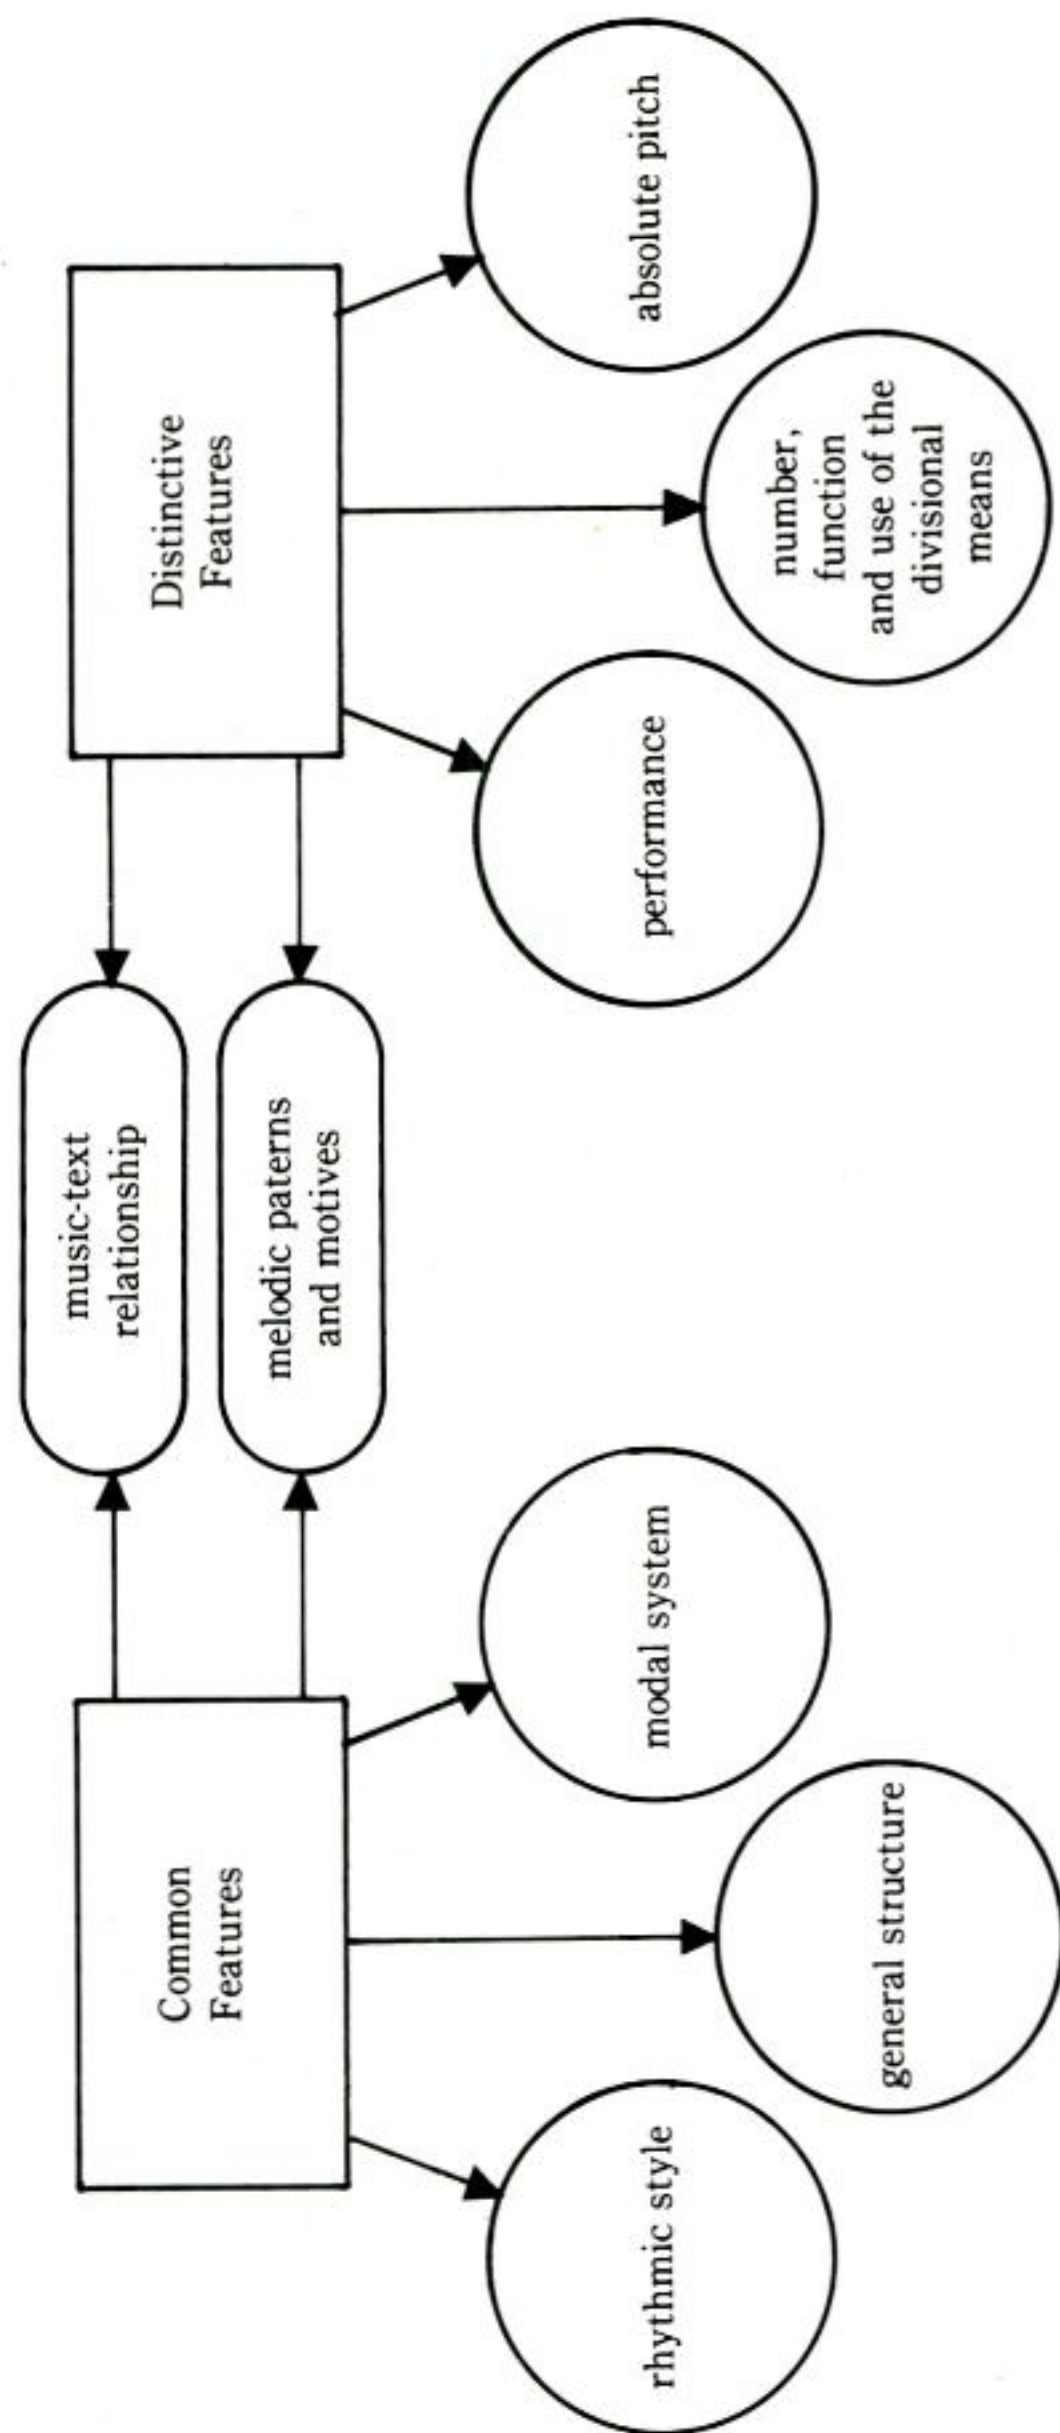 Common
Features
music-text
relationship
melodic paterns
and motives
Distinctive
Features
rhythmic style
general structure
modal system
performance
number,
function
and use of the
divisional
means
absolute pitch